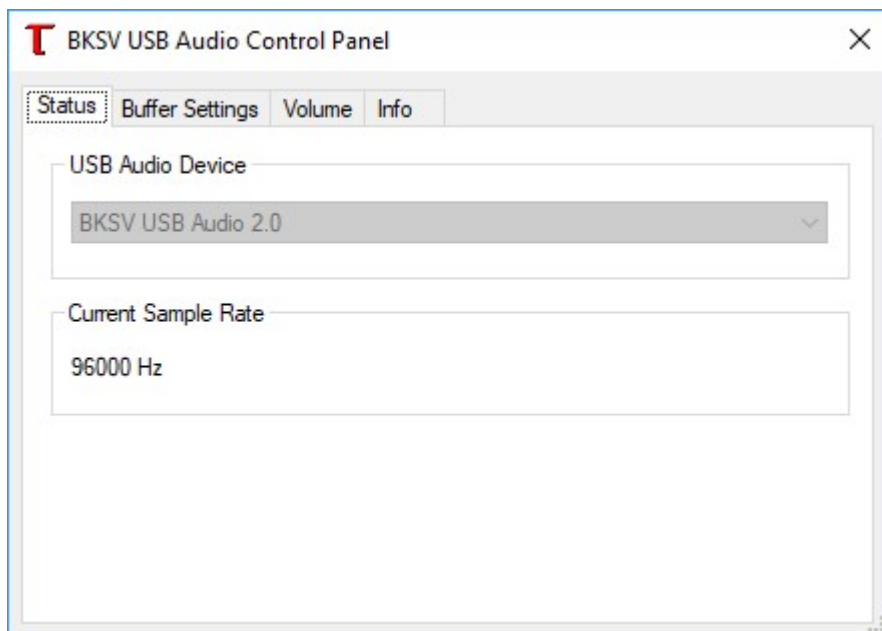 BKSV USB Audio Control Panel
Status Buffer Settings Volume Info
USB Audio Device
BKSV USB Audio 2.0
Current Sample Rate
96000 Hz